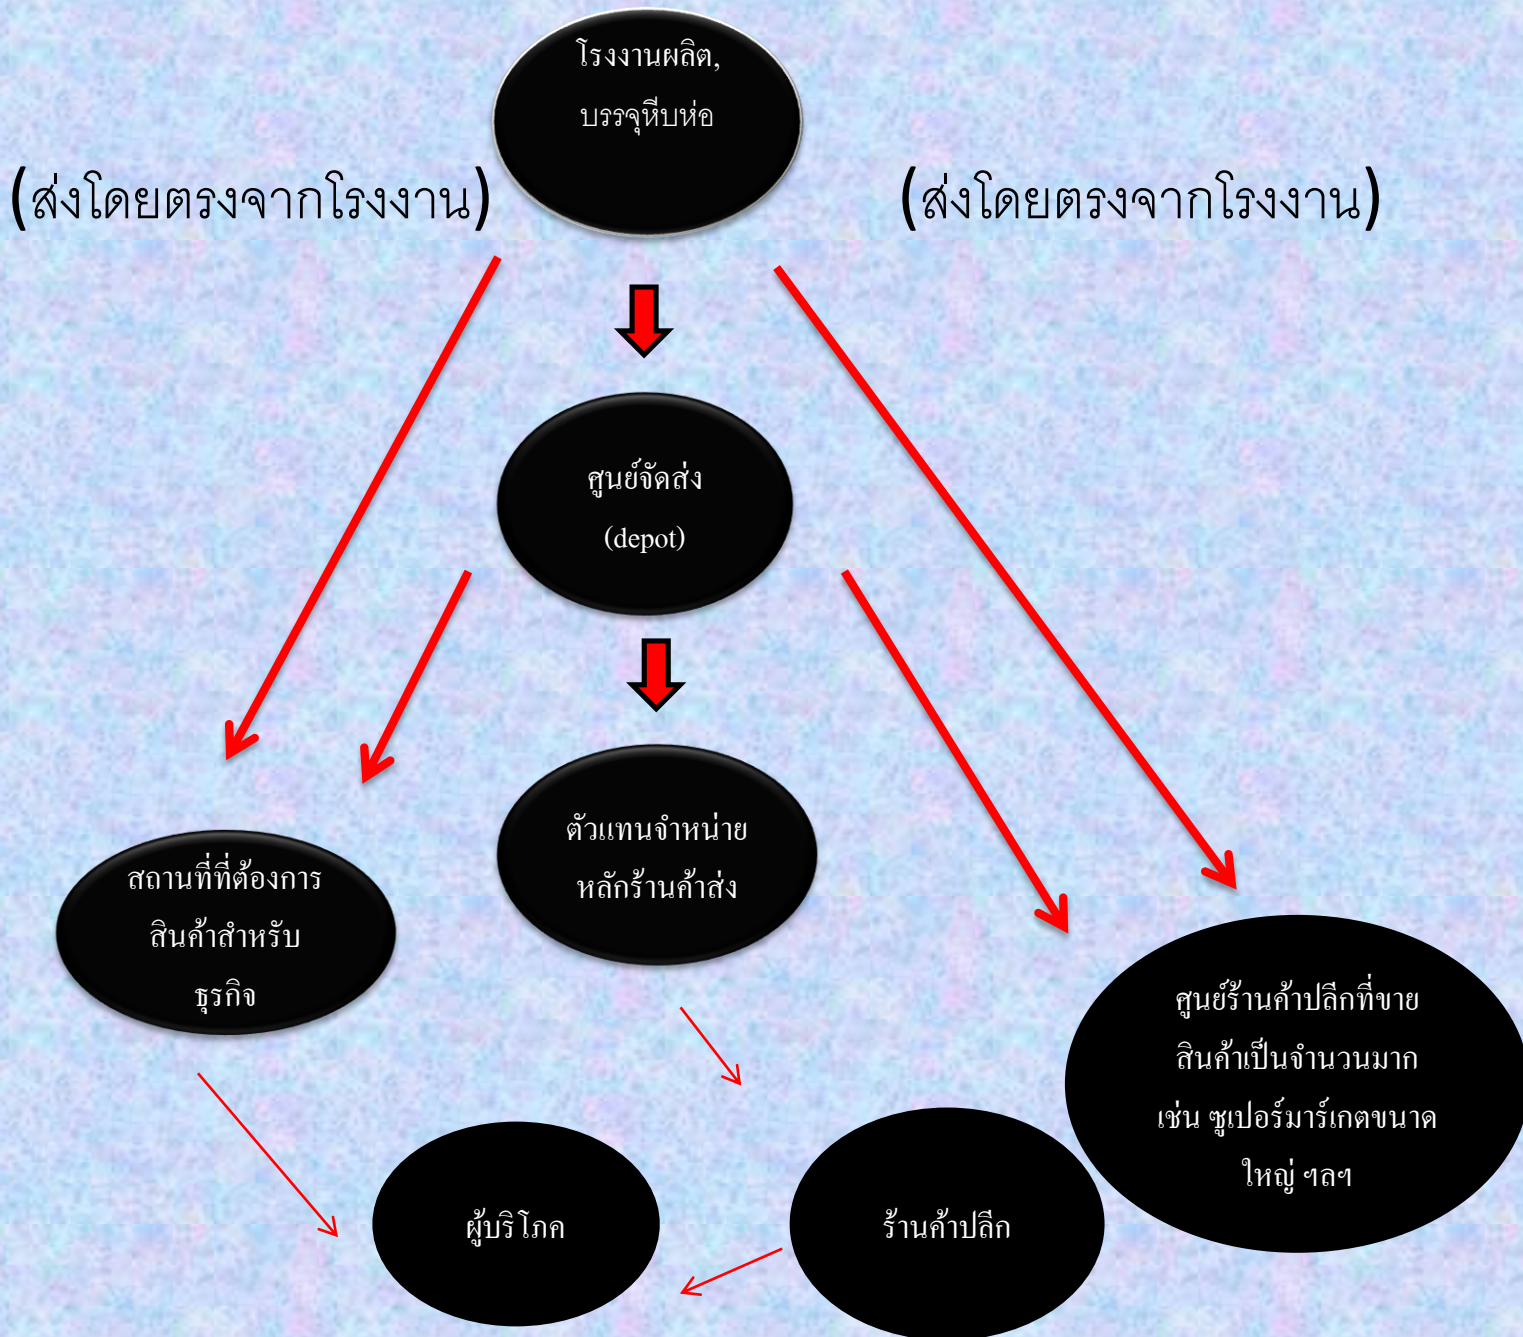 โรงงานผลิต,
บรรจุหีบห่อ
(ส่งโดยตรงจากโรงงาน)
(ส่งโดยตรงจากโรงงาน)
ศูนย์จัดส่ง
(depot)
ตัวแทนจำหน่าย
หลักร้านค้าส่ง
สถานที่ที่ต้องการ
สินค้าสำหรับ
ธุรกิจ
ศูนย์ร้านค้าปลีกที่ขาย
สินค้าเป็นจำนวนมาก
เช่น ซูเปอร์มาร์เกตขนาด
ใหญ่ ฯลฯ
ผู้บริโภค
ร้านค้าปลีก